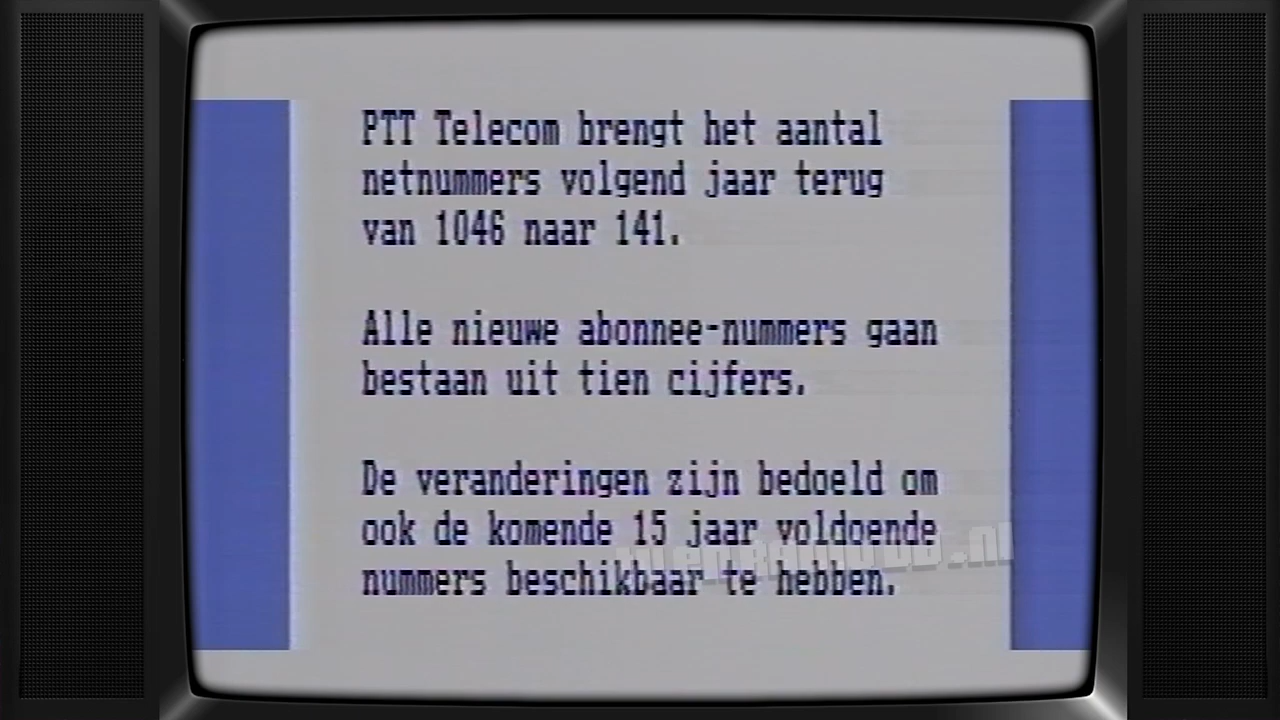 PTT Telecom brengt het aantal
netnummers volgend jaar terug
van 1046 naar 141.
Alle nieuwe abonnee-nummers gaan
bestaan uit tien cijfers.
De veranderingen zijn bedoeld om
ook de komende 15 jaar voldoende
nummers beschikbaar te hebben.